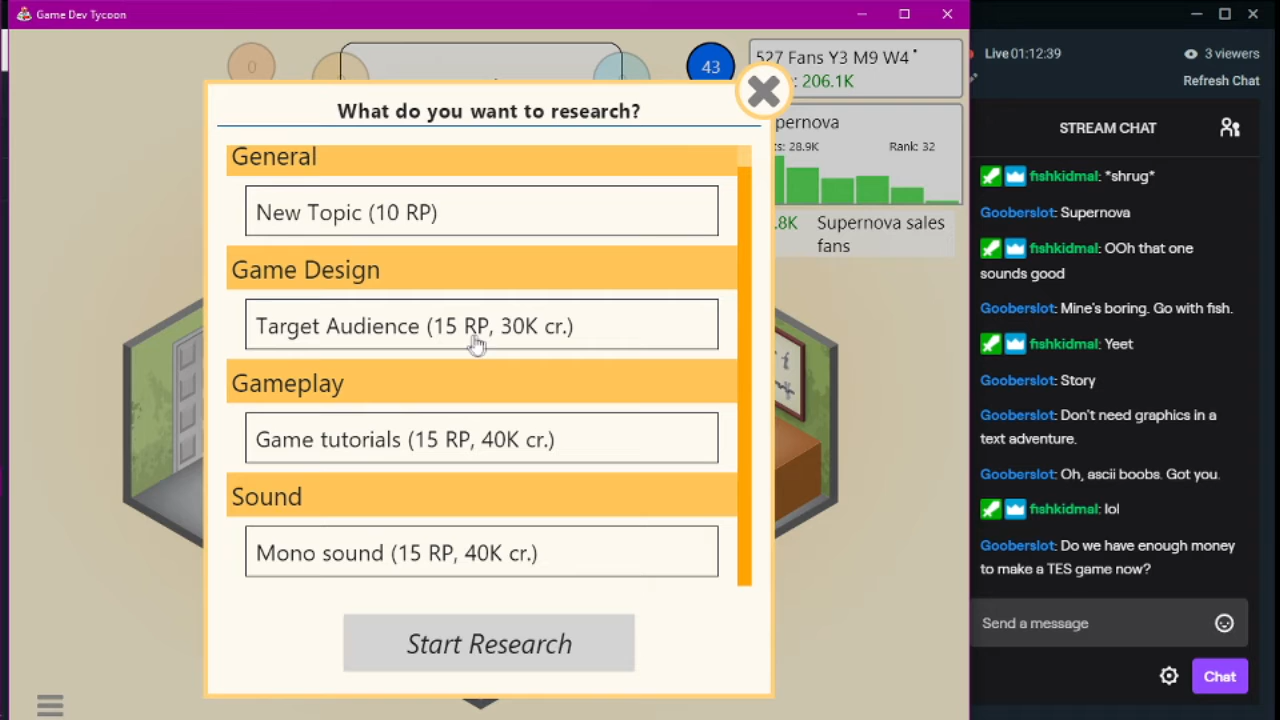 Game Dev Tycoon
0
43
527 Fans Y3 M9 W4
: 206.1K
What do you want to research?
pernova
: 28.9K
Rank: 32
.8K
Supernova sales
fans
General
New Topic (10 RP)
Game Design
Target Audience (15 RP, 30K cr.)
Gameplay
Game tutorials (15 RP, 40K cr.)
Sound
Mono sound (15 RP, 40K cr.)
Start Research
Live 01:12:39
3 viewers
Refresh Chat
STREAM CHAT
fishkidmal: *shrug*
Gooberslot: Supernova
fishkidmal: OOh that one
sounds good
Gooberslot: Mine's boring. Go with fish.
fishkidmal: Yeet
Gooberslot: Story
Gooberslot: Don't need graphics in a
text adventure.
Gooberslot: Oh, ascii boobs. Got you.
fishkidmal: lol
Gooberslot: Do we have enough money
to make a TES game now?
Send a message
Chat